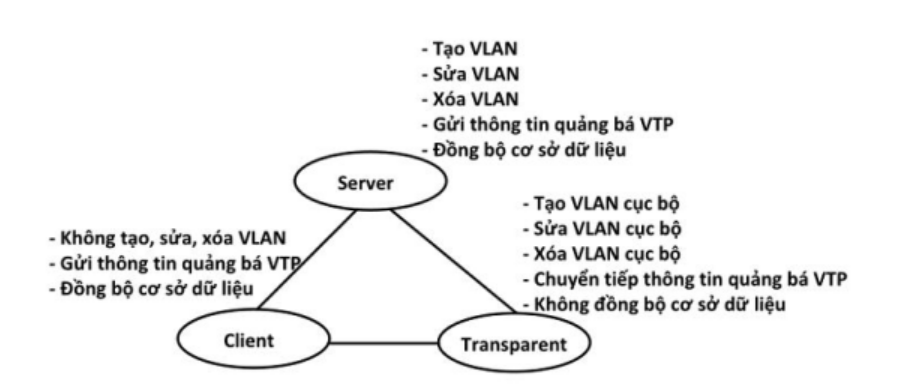 - Tạo VLAN
- Sửa VLAN
- Xóa VLAN
- Gửi thông tin quảng bá VTP
- Đồng bộ cơ sở dữ liệu
Server
- Tạo VLAN cục bộ
- Sửa VLAN cục bộ
- Xóa VLAN cục bộ
- Chuyển tiếp thông tin quảng bá VTP
- Không đồng bộ cơ sở dữ liệu
- Không tạo, sửa, xóa VLAN
- Gửi thông tin quảng bá VTP
- Đồng bộ cơ sở dữ liệu
Client
Transparent